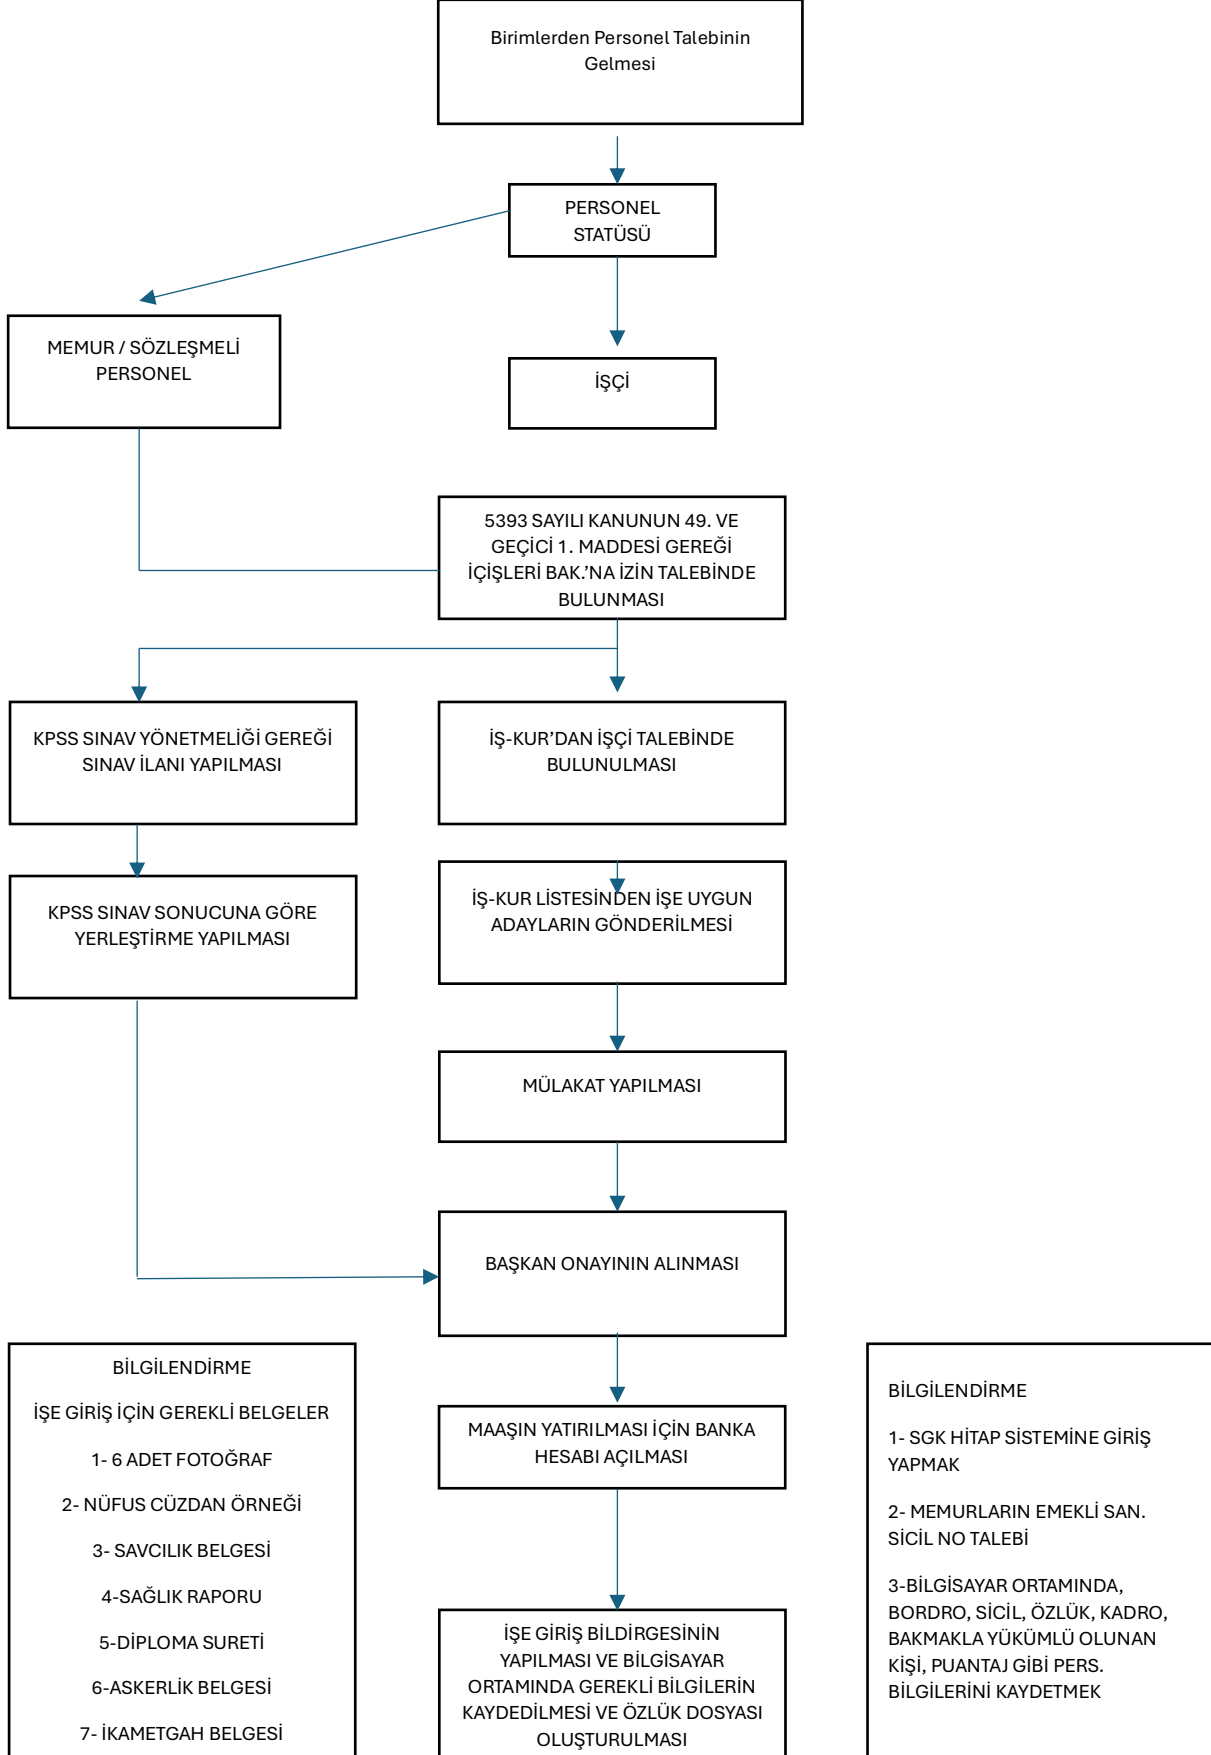 Birimlerden Personel Talebinin
Gelmesi
PERSONEL
STATÜSÜ
MEMUR / SÖZLEŞMELİ
PERSONEL
İŞÇİ
5393 SAYILI KANUNUN 49. VE
GEÇİCİ 1. MADDESİ GEREĞİ
İÇİŞLERİ BAK.’NA İZİN TALEBİNDE
BULUNMASI
KPSS SINAV YÖNETMELİĞİ GEREĞİ
SINAV İLANI YAPILMASI
İŞ-KUR’DAN İŞÇİ TALEBİNDE
BULUNULMASI
KPSS SINAV SONUCUNA GÖRE
YERLEŞTİRME YAPILMASI
İŞ-KUR LİSTESİNDEN İŞE UYGUN
ADAYLARIN GÖNDERİLMESİ
MÜLAKAT YAPILMASI
BAŞKAN ONAYININ ALINMASI
BİLGİLENDİRME
İŞE GİRİŞ İÇİN GEREKLİ BELGELER
1- 6 ADET FOTOĞRAF
2- NÜFUS CÜZDAN ÖRNEĞİ
3- SAVCILIK BELGESİ
4-SAĞLIK RAPORU
5-DİPLOMA SURETİ
6-ASKERLİK BELGESİ
7- İKAMETGAH BELGESİ
MAAŞIN YATIRILMASI İÇİN BANKA
HESABI AÇILMASI
İŞE GİRİŞ BİLDİRGESİNİN
YAPILMASI VE BİLGİSAYAR
ORTAMINDA GEREKLİ BİLGİLERİN
KAYDEDİLMESİ VE ÖZLÜK DOSYASI
OLUŞTURULMASI
BİLGİLENDİRME
1- SGK HİTAP SİSTEMİNE GİRİŞ
YAPMAK
2- MEMURLARIN EMEKLİ SAN.
SİCİL NO TALEBİ
3-BİLGİSAYAR ORTAMINDA,
BORDRO, SİCİL, ÖZLÜK, KADRO,
BAKMAKLA YÜKÜMLÜ OLUNAN
KİŞİ, PUANTAJ GİBİ PERS.
BİLGİLERİNİ KAYDETMEK